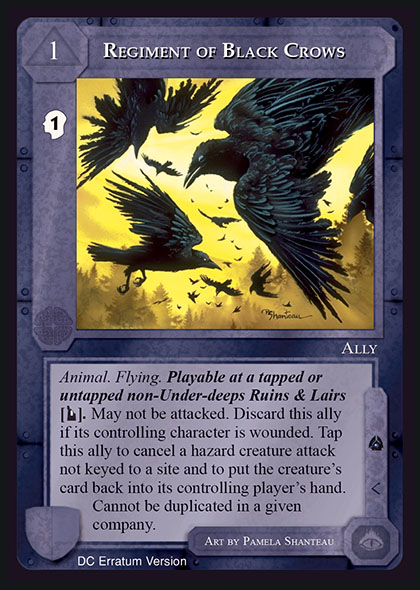 1
REGIMENT OF BLACK CROWS
1
PShanteau
ALLY
Animal. Flying. Playable at a tapped or
untapped non-Under-deeps Ruins & Lairs
[]. May not be attacked. Discard this ally
if its controlling character is wounded. Tap
this ally to cancel a hazard creature attack
not keyed to a site and to put the creature's
card back into its controlling player's hand.
Cannot be duplicated in a given
company.
ART BY PAMELA SHANTEAU
DC Erratum Version